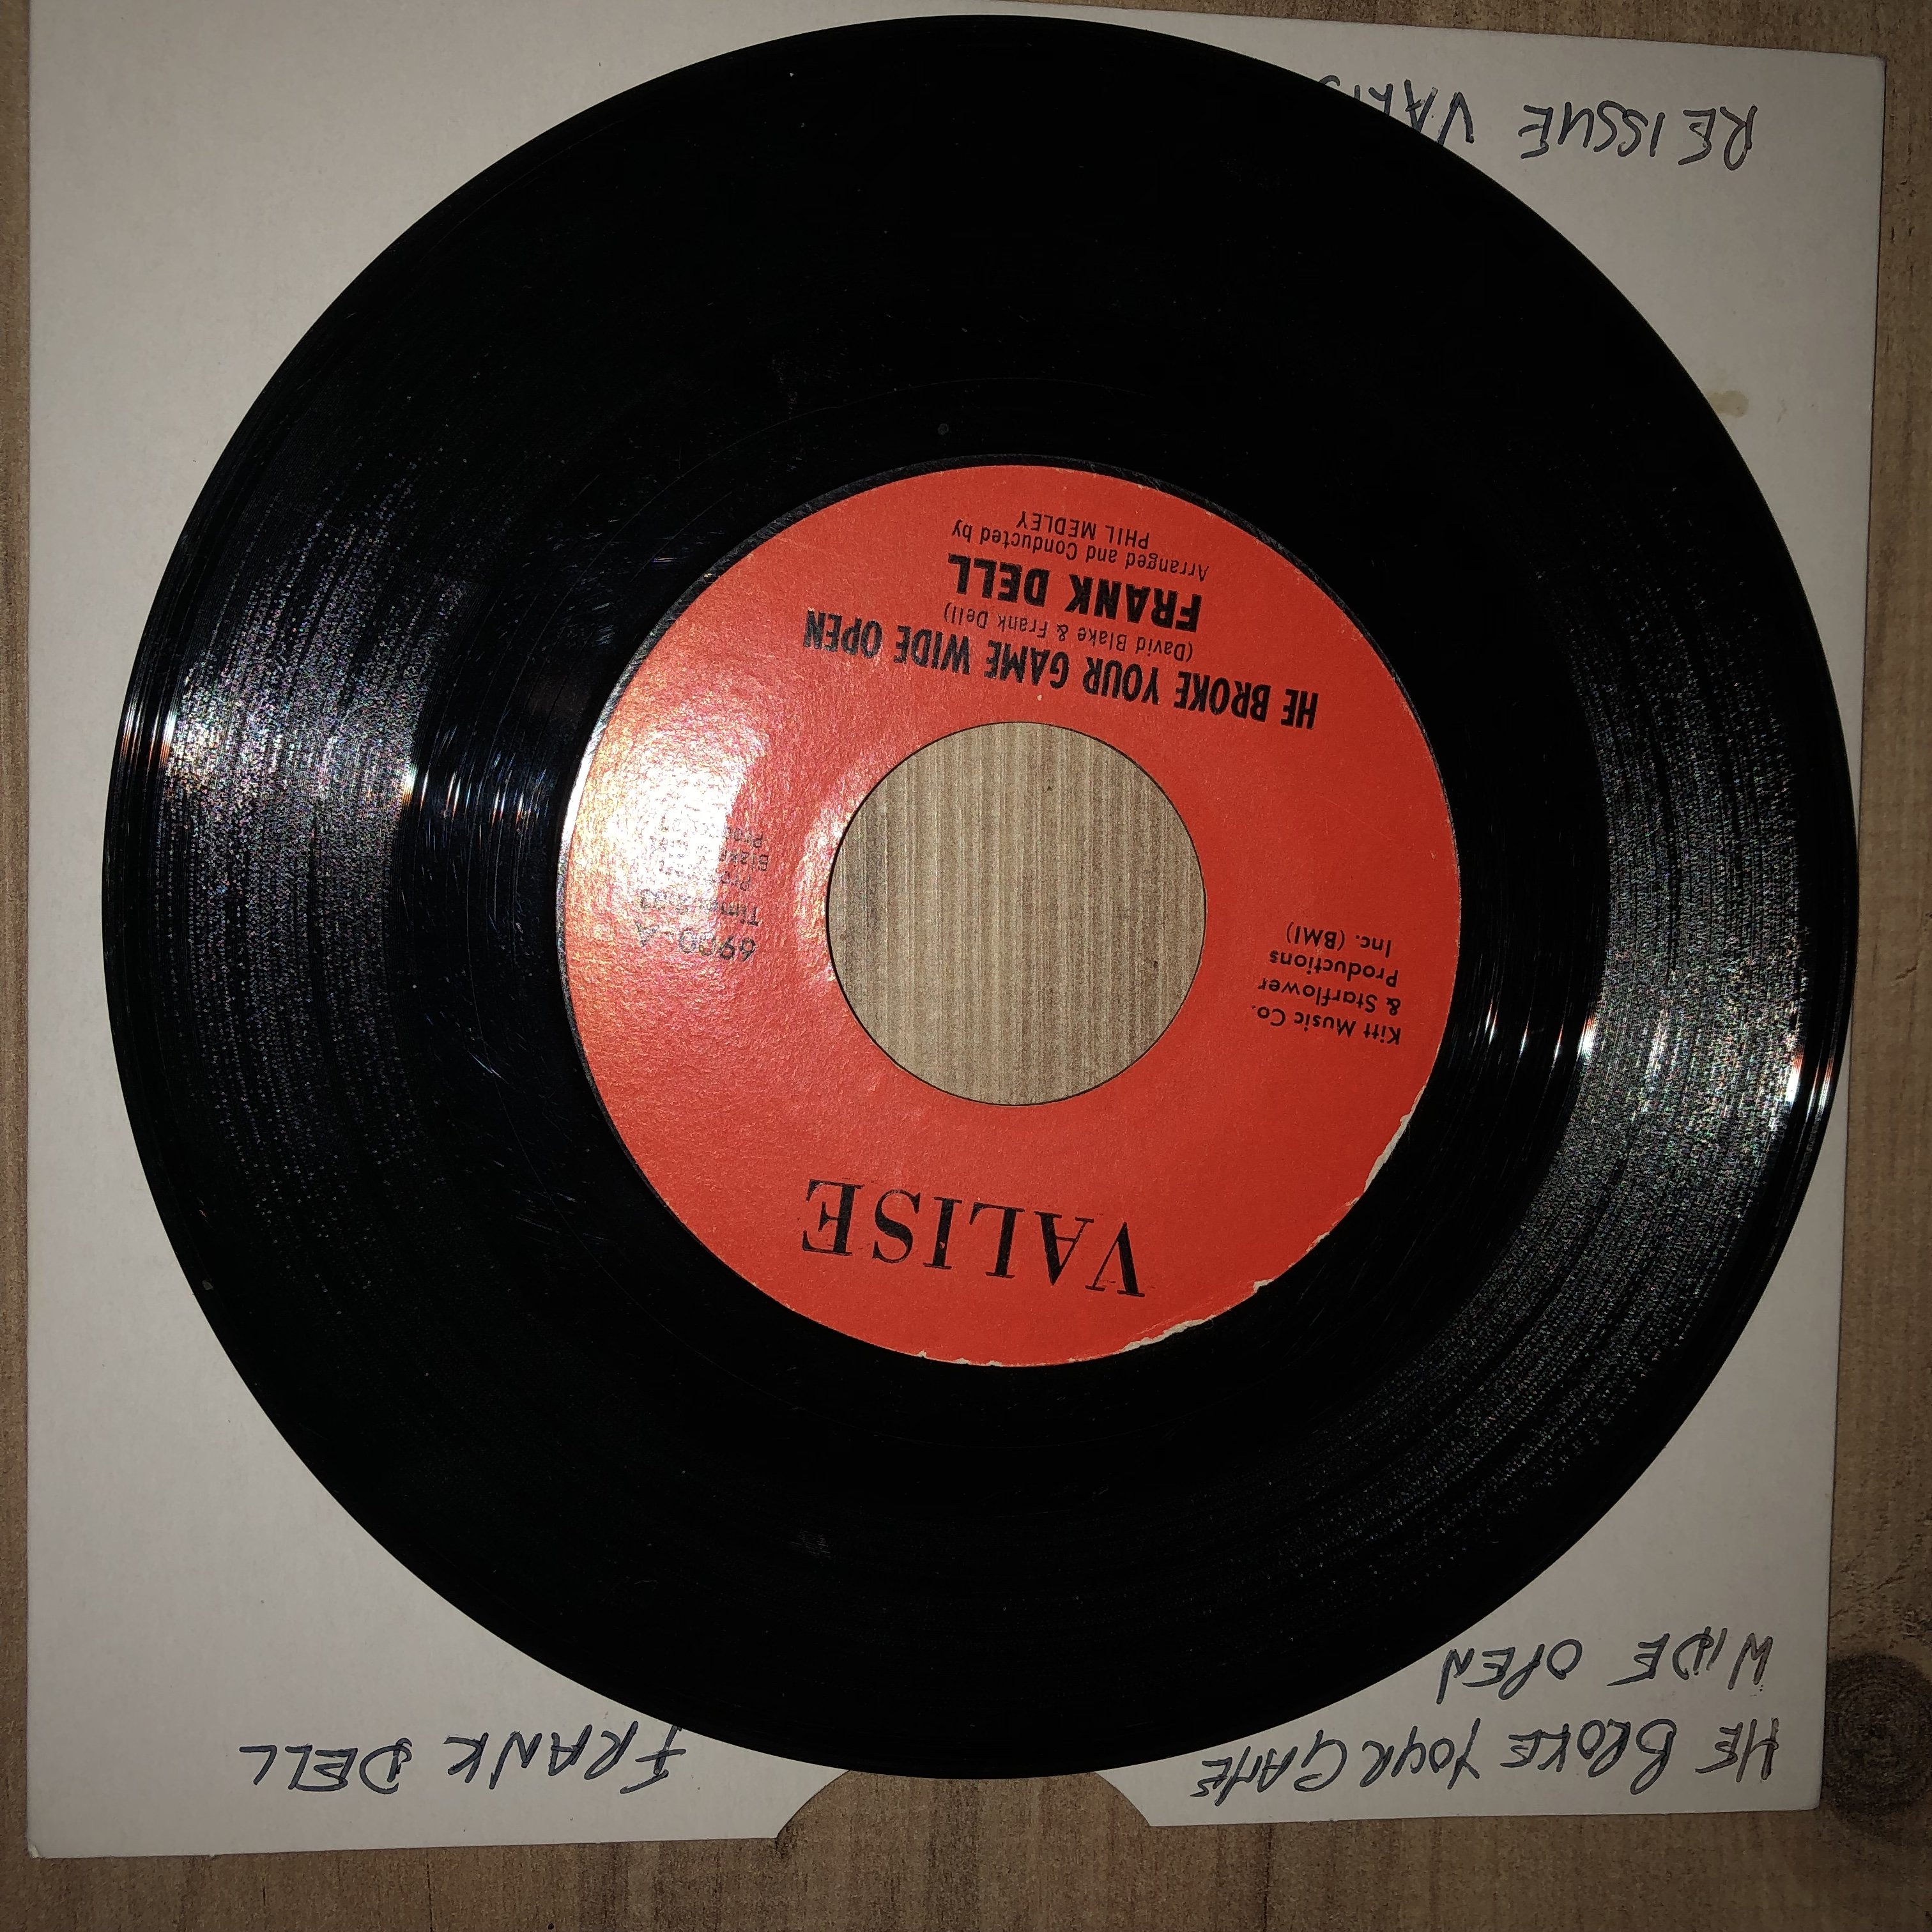 FRANK DELL
HE BROKE YOUR GAME
WIDE OPEN
VALISE
Kitt Music Co.
& Starflower
Productions
Inc. (BMI)
6900-A
HE BROKE YOUR GAME WIDE OPEN
(David Blake & Frank Dell)
FRANK DELL
Arranged and Conducted by
PHIL MEDLEY
REISSUE